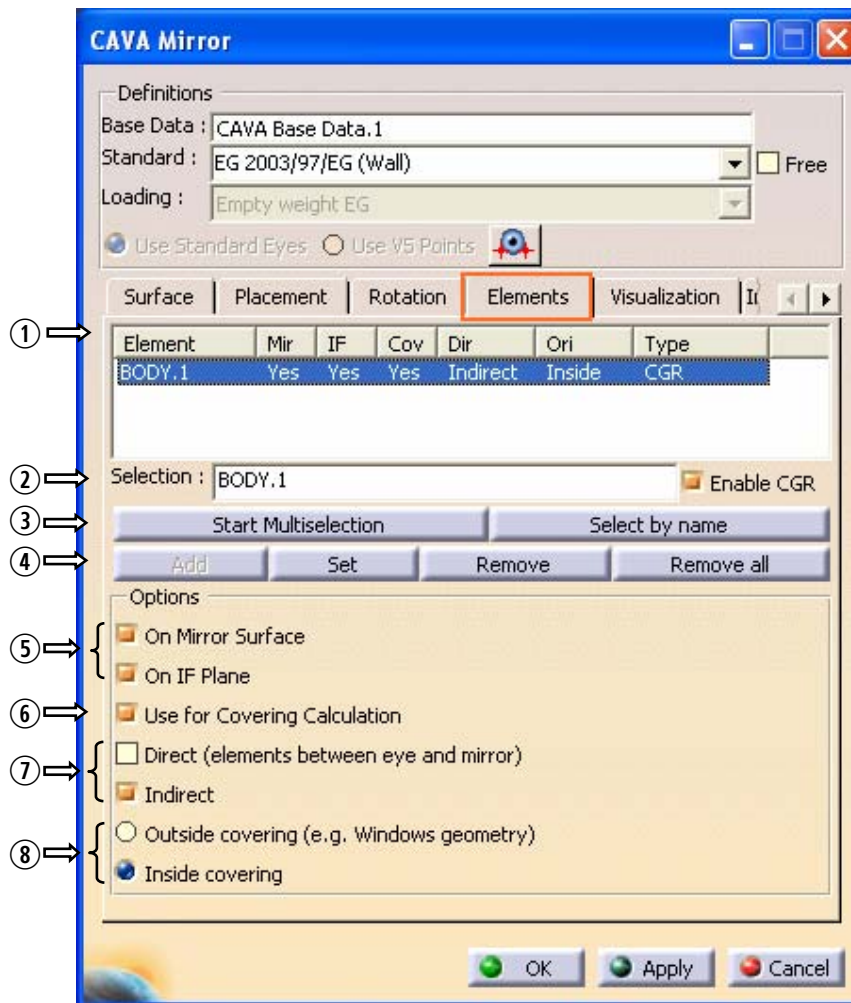 CAVA Mirror
Definitions
Base Data : CAVA Base Data.1
Standard : EG 2003/97/EG (Wall) Free
Loading : Empty weight EG
Use Standard Eyes Use V5 Points
Surface Placement Rotation Elements Visualization
①
Element Mir IF Cov Dir Ori Type
BODY.1 Yes Yes Yes Indirect Inside CGR
② Selection : BODY.1 Enable CGR
③ Start Multiselection Select by name
④ Add Set Remove Remove all
Options
⑤ On Mirror Surface
On IF Plane
⑥ Use for Covering Calculation
⑦ Direct (elements between eye and mirror)
Indirect
⑧ Outside covering (e.g. Windows geometry)
Inside covering
OK Apply Cancel